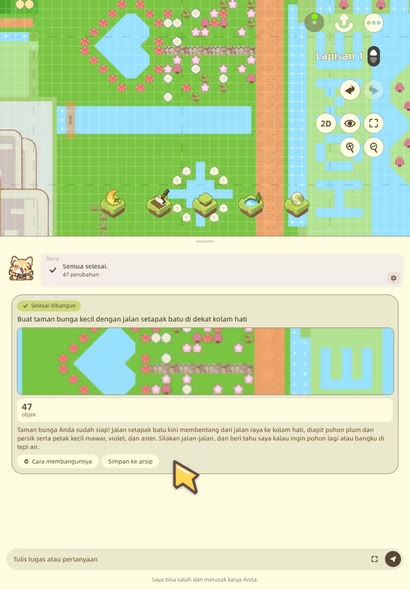 Lapisan 1
2D
Beta
Semua selesai.
47 perubahan
Selesai dibangun
Buat taman bunga kecil dengan jalan setapak batu di dekat kolam hati
E
47
objek
Taman bunga Anda sudah siap! Jalan setapak batu kini membentang dari jalan raya ke kolam hati, diapit pohon plum dan
persik serta petak kecil mawar, violet, dan aster. Silakan jalan-jalan, dan beri tahu saya kalau ingin pohon lagi atau bangku di
tepi air.
Cara membangunnya
Simpan ke arsip
Tulis tugas atau pertanyaan
Saya bisa salah dan merusak karya Anda.